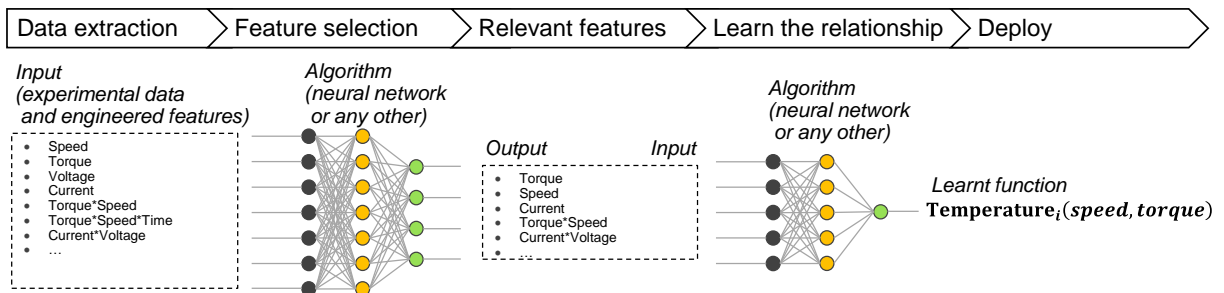 Data extraction
Feature selection
Relevant features
Learn the relationship
Deploy
Input
(experimental data
and engineered features)
• Speed
• Torque
• Voltage
• Current
• Torque*Speed
• Torque*Speed*Time
• Current*Voltage
• …
Algorithm
(neural network
or any other)
Output
Input
• Torque
• Speed
• Current
• Torque*Speed
• Current*Voltage
• …
Algorithm
(neural network
or any other)
Learnt function
Temperatureᵢ(speed, torque)